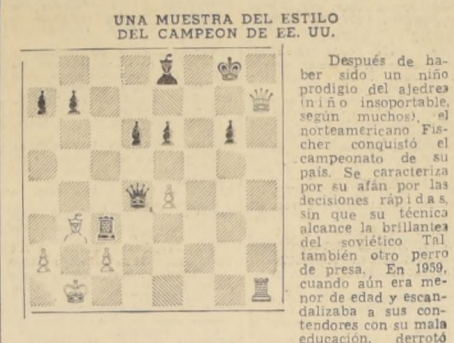 UNA MUESTRA DEL ESTILO
DEL CAMPEON DE EE. UU.
Después de ha-
ber sido un niño
prodigio del ajedrez
(niño insoportable,
según muchos), el
norteamericano Fis-
cher conquistó el
campeonato de su
país. Se caracteriza
por su afán por las
decisiones rápidas,
sin que su técnica
alcance la brillantez
del soviético Tal,
también otro perro
de presa. En 1959,
cuando aún era me-
nor de edad y escan-
dalizaba a sus con-
tendores con su mala
educación, derrotó